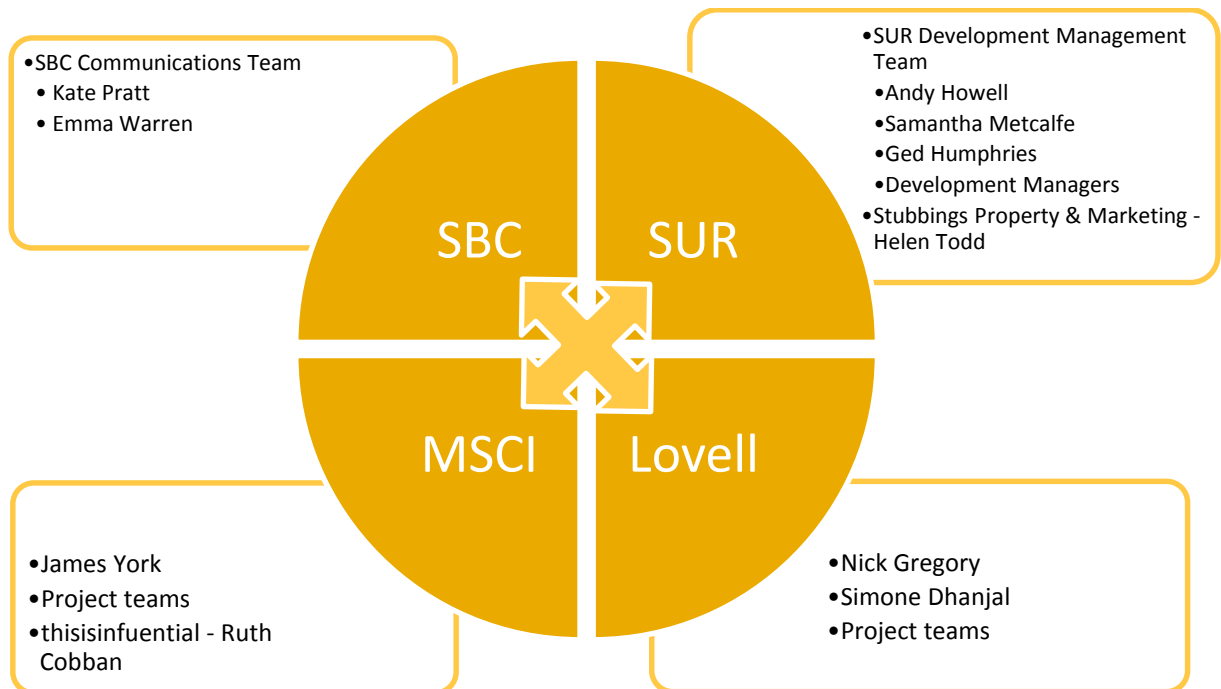 •SBC Communications Team
• Kate Pratt
• Emma Warren
•SUR Development Management
Team
•Andy Howell
•Samantha Metcalfe
•Ged Humphries
•Development Managers
•Stubbings Property & Marketing -
Helen Todd
SBC
SUR
MSCI
Lovell
•James York
•Project teams
•thisisinfuential - Ruth
Cobban
•Nick Gregory
•Simone Dhanjal
•Project teams